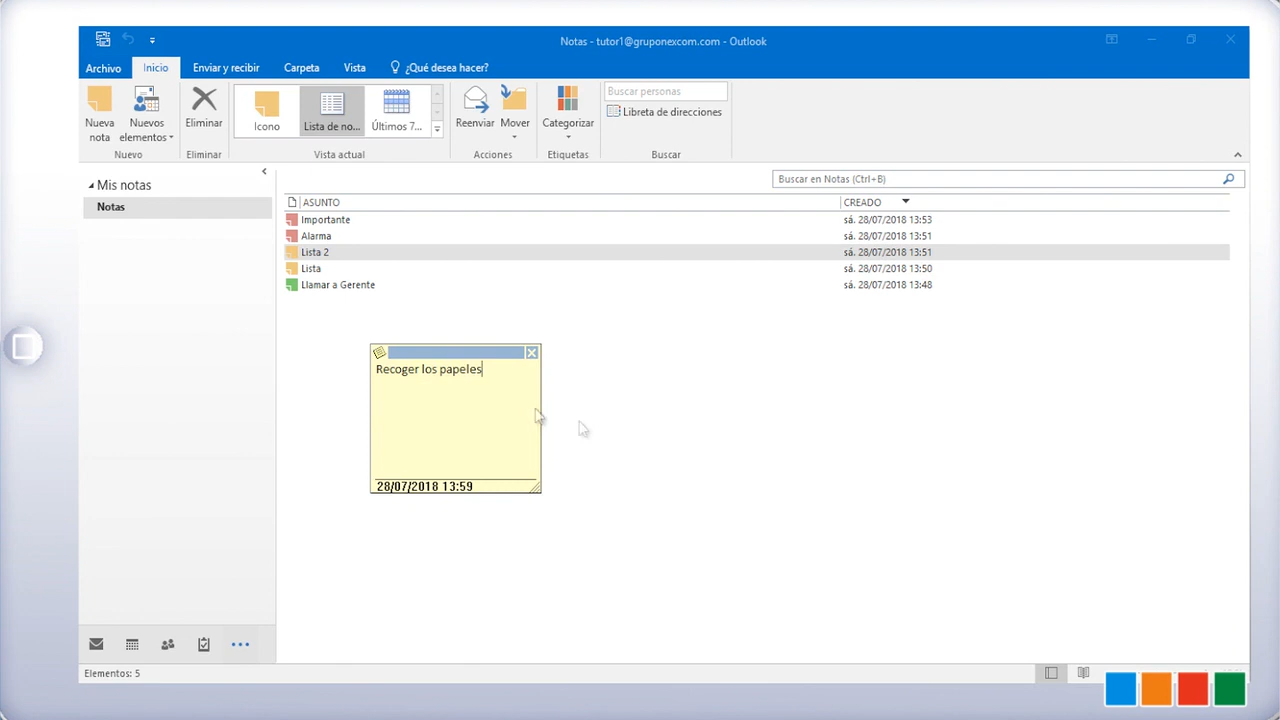 Notas - tutor1@gruponexcom.com - Outlook
Archivo Inicio Enviar y recibir Carpeta Vista ¿Qué desea hacer?
Nueva nota
Nuevos elementos
Nuevo
Eliminar
Eliminar
Icono
Lista de no...
Últimos 7...
Vista actual
Reenviar
Mover
Acciones
Categorizar
Etiquetas
Buscar personas
Libreta de direcciones
Buscar
Mis notas
Notas
Buscar en Notas (Ctrl+B)
ASUNTO CREADO
Importante sá. 28/07/2018 13:53
Alarma sá. 28/07/2018 13:51
Lista 2 sá. 28/07/2018 13:51
Lista sá. 28/07/2018 13:50
Llamar a Gerente sá. 28/07/2018 13:48
Recoger los papeles
28/07/2018 13:59
Elementos: 5